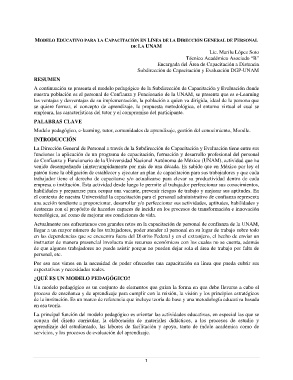 MODELO EDUCATIVO PARA LA CAPACITACIÓN EN LÍNEA DE LA DIRECCIÓN GENERAL DE PERSONAL
DE LA UNAM
Lic. Marila López Soto
Técnico Académico Asociado "B"
Encargada del Área de Capacitación a Distancia
Subdirección de Capacitación y Evaluación DGP-UNAM
RESUMEN
A continuación se presenta el modelo pedagógico de la Subdirección de Capacitación y Evaluación donde
nuestra población es el personal de Confianza y Funcionario de la UNAM; se presenta que es e-Learning
las ventajas y desventajas de su implementación, la población a quien va dirigida, ideal de la persona que
se quiere formar, el concepto de aprendizaje, la propuesta metodológica, el entorno virtual el cual se
emplea, las características del tutor y el compromiso del participante.
PALABRAS CLAVE
Modelo pedagógico, e-learning, tutor, comunidades de aprendizaje, gestión del conocimiento, Moodle.
INTRODUCCIÓN
La Dirección General de Personal a través de la Subdirección de Capacitación y Evaluación tiene entre sus
funciones la aplicación de un programa de capacitación, formación y desarrollo profesional del personal
de Confianza y Funcionario de la Universidad Nacional Autónoma de México (UNAM), actividad que ha
venido desempeñando ininterrumpidamente por más de una década. Es sabido que en México por ley el
patrón tiene la obligación de establecer y ejecutar un plan de capacitación para sus trabajadores y que cada
trabajador tiene el derecho de capacitarse y/o actualizarse para elevar su productividad dentro de cada
empresa o institución. Esta actividad desde luego le permite al trabajador perfeccionar sus conocimientos,
habilidades y prepararse para ocupar una vacante, prevenir riesgos de trabajo y mejorar sus aptitudes. En
el contexto de nuestra Universidad la capacitación para el personal administrativo de confianza representa
una acción tendiente a proporcionar, desarrollar y/o perfeccionar sus actividades, aptitudes, habilidades y
destrezas con el propósito de hacerlos capaces de incidir en los procesos de transformación e innovación
tecnológica, así como de mejorar sus condiciones de vida.
Actualmente nos enfrentamos con grandes retos en la capacitación de personal de confianza de la UNAM,
llegar a un mayor número de los trabajadores, poder atender al personal en su lugar de trabajo sobre todo
en las dependencias que se encuentra fuera del Distrito Federal y en el extranjero, el hecho de enviar un
instructor de manera presencial involucra más recursos económicos con los cuales no se cuenta, además
de que algunos trabajadores no puede asistir porque no pueden dejar sola el área de trabajo por falta de
personal, etc.
Por eso nos vimos en la necesidad de poder ofrecerles una capacitación en línea que pueda cubrir sus
expectativas y necesidades reales.
¿QUÉ ES UN MODELO PEDAGÓGICO?
Un modelo pedagógico es un conjunto de elementos que guían la forma en que debe llevarse a cabo el
proceso de enseñanza y de aprendizaje para cumplir con la misión, la visión y los principios estratégicos
de la institución. Es un marco de referencia que incluye tanto de base y una metodología educativa basada
en esa teoría.
La principal función del modelo pedagógico es orientar las actividades educativas, en especial las que se
ocupan del diseño curricular, la elaboración de materiales didácticos, a los procesos de estudio y
aprendizaje del estudiantado, las labores de facilitación y apoyo, tanto de índole académica como de
servicios, y los procesos de evaluación del aprendizaje.
1